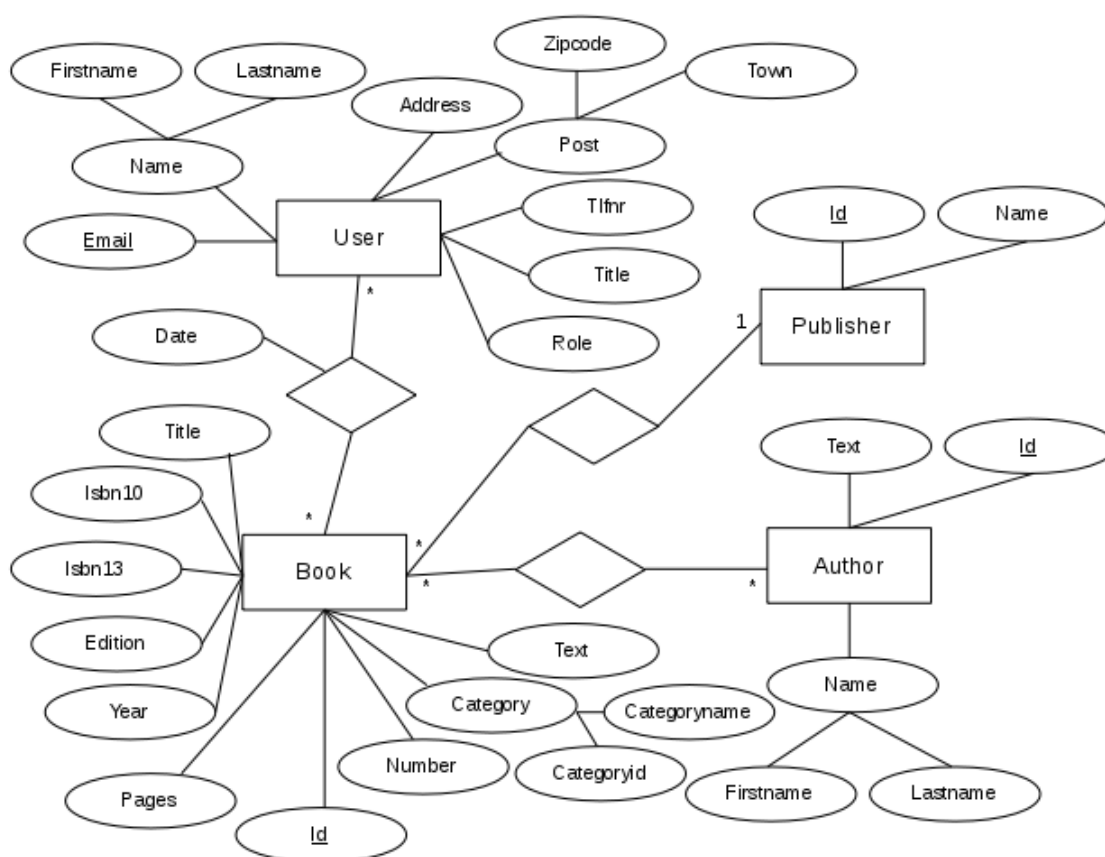 Zipcode
Firstname
Lastname
Town
Address
Post
Name
Tlfnr
Id
Name
Email
User
Title
*
Publisher
1
Date
Role
Title
Text
Id
Isbn10
*
*
Isbn13
Book
Author
*
*
Edition
Text
Name
Year
Category
Categoryname
Number
Categoryid
Pages
Firstname
Lastname
Id